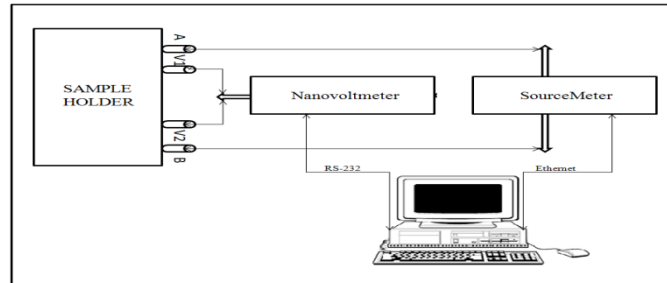 A
V1
SAMPLE
HOLDER
Nanovoltmeter
SourceMeter
V2
B
RS-232
Ethernet